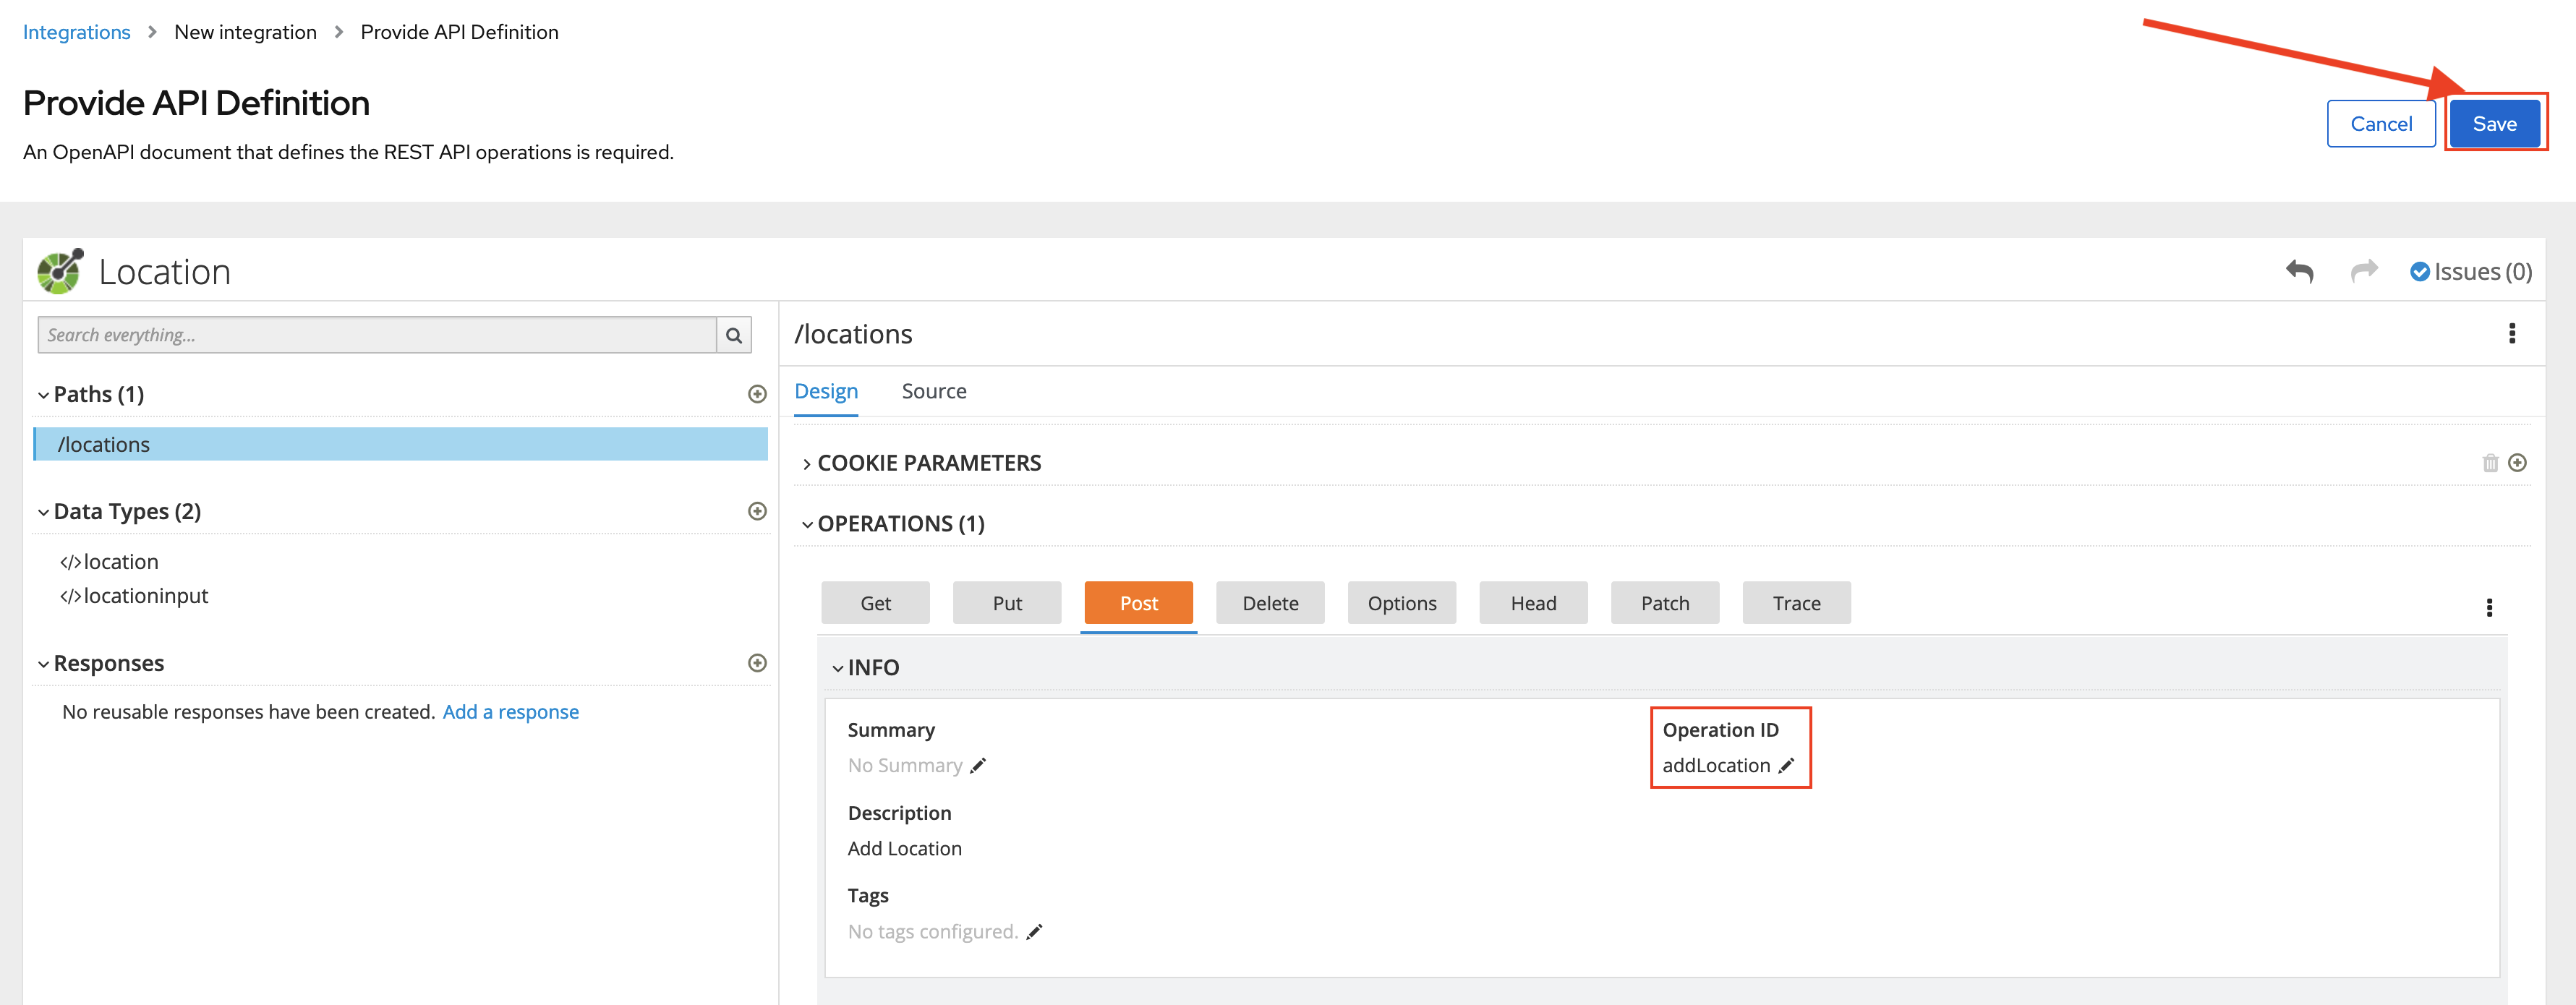 Integrations > New integration > Provide API Definition
Provide API Definition
Cancel
Save
An OpenAPI document that defines the REST API operations is required.
Location
Issues (0)
Search everything...
Paths (1)
/locations
Data Types (2)
</>location
</>locationinput
Responses
No reusable responses have been created. Add a response
/locations
Design Source
COOKIE PARAMETERS
OPERATIONS (1)
Get Put Post Delete Options Head Patch Trace
INFO
Summary
No Summary
Operation ID
addLocation
Description
Add Location
Tags
No tags configured.